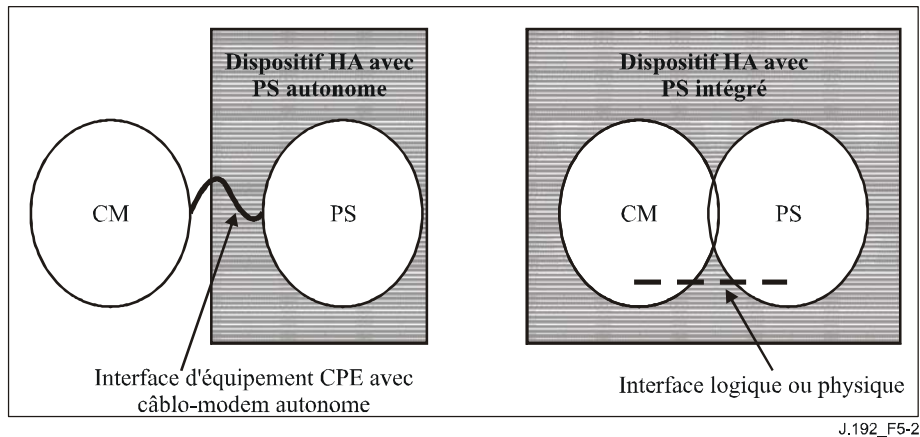 Dispositif HA avec
PS autonome
CM
PS
Interface d'équipement CPE avec
câblo-modem autonome
Dispositif HA avec
PS intégré
CM
PS
Interface logique ou physique
J.192_F5-2